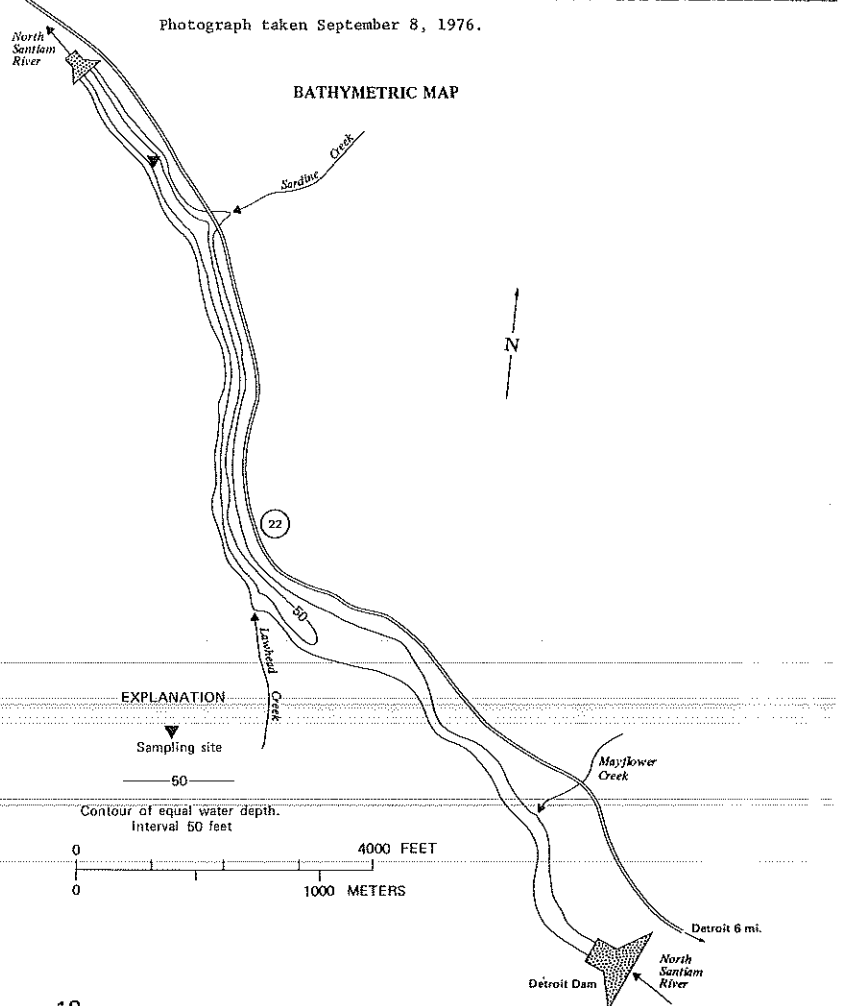 Photograph taken September 8, 1976.
North
Santiam
River
BATHYMETRIC MAP
Sardine Creek
N
22
50
Lawhead Creek
EXPLANATION
Sampling site
50
Contour of equal water depth.
Interval 50 feet
0 4000 FEET
0 1000 METERS
Mayflower
Creek
Detroit 6 mi.
Detroit Dam
North
Santiam
River